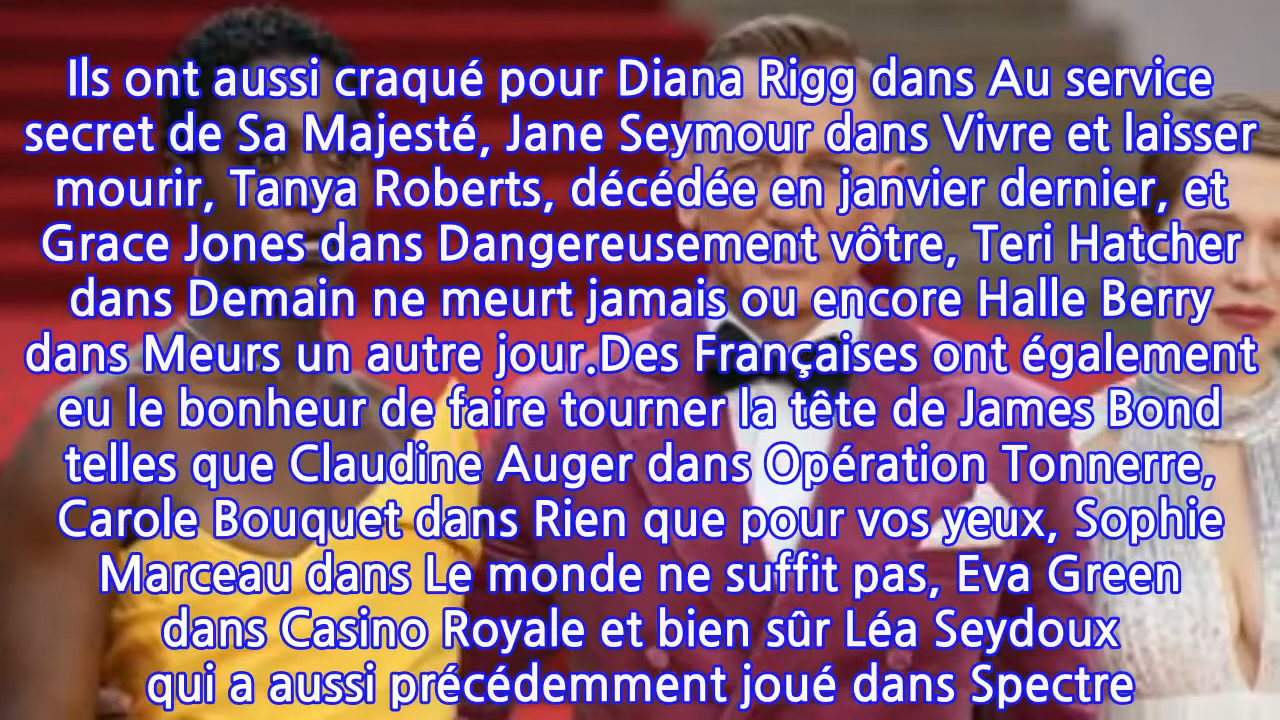 Ils ont aussi craqué pour Diana Rigg dans Au service
secret de Sa Majesté, Jane Seymour dans Vivre et laisser
mourir, Tanya Roberts, décédée en janvier dernier, et
Grace Jones dans Dangereusement vôtre, Teri Hatcher
dans Demain ne meurt jamais ou encore Halle Berry
dans Meurs un autre jour.Des Françaises ont également
eu le bonheur de faire tourner la tête de James Bond
telles que Claudine Auger dans Opération Tonnerre,
Carole Bouquet dans Rien que pour vos yeux, Sophie
Marceau dans Le monde ne suffit pas, Eva Green
dans Casino Royale et bien sûr Léa Seydoux
qui a aussi précédemment joué dans Spectre